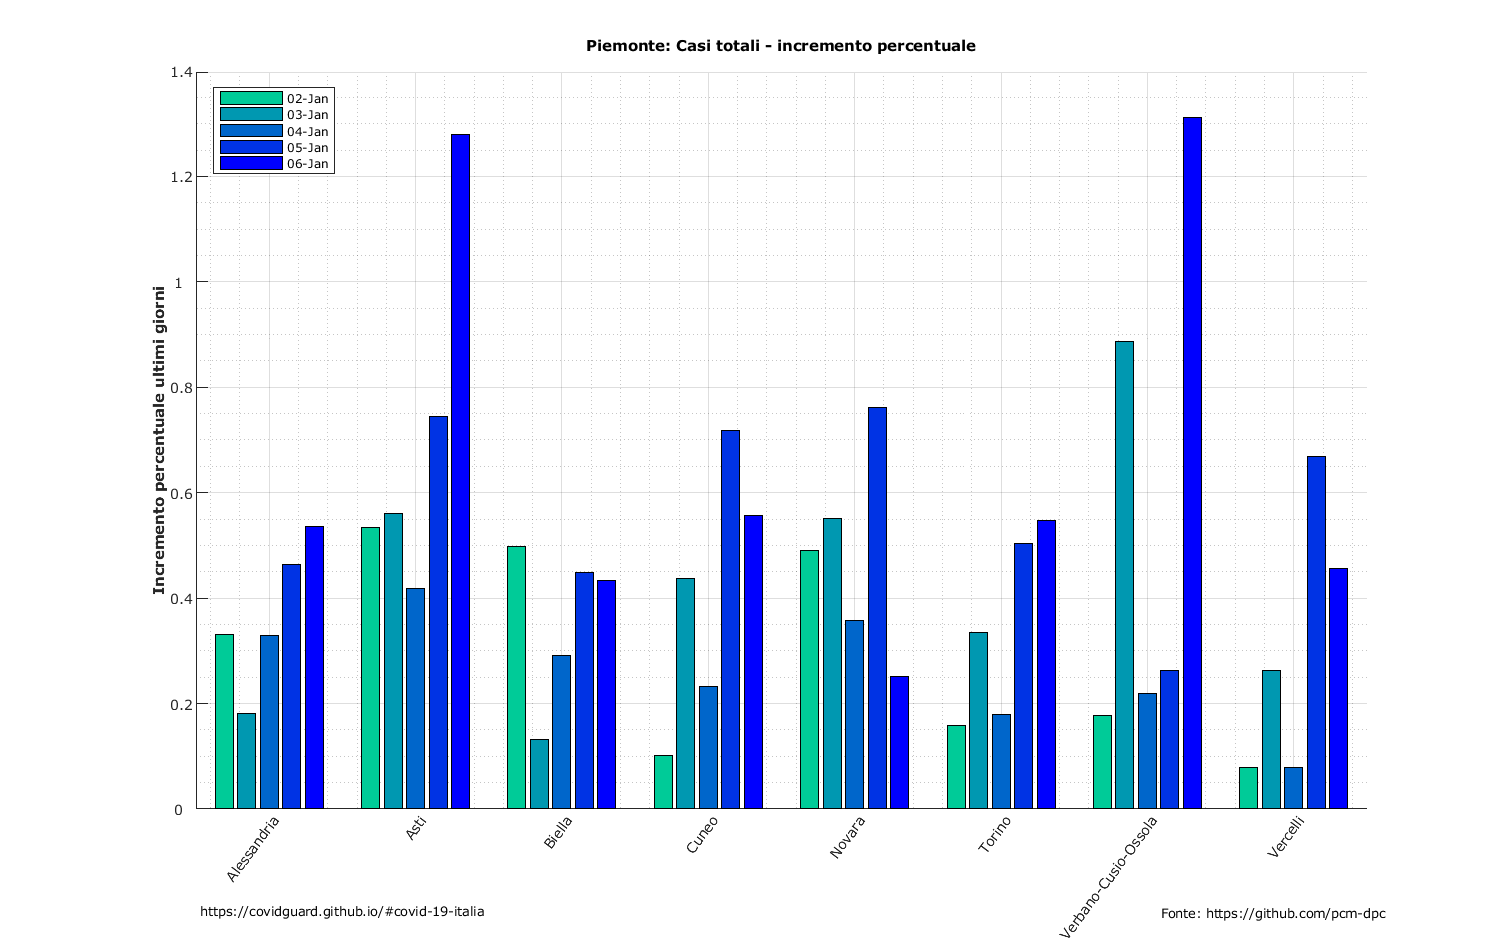 Piemonte: Casi totali - incremento percentuale
1.4
1.2
1
0.8
0.6
0.4
0.2
0
Incremento percentuale ultimi giorni
02-Jan
03-Jan
04-Jan
05-Jan
06-Jan
Alessandria
Asti
Biella
Cuneo
Novara
Torino
Verbano-Cusio-Ossola
Vercelli
https://covidguard.github.io/#covid-19-italia
Fonte: https://github.com/pcm-dpc